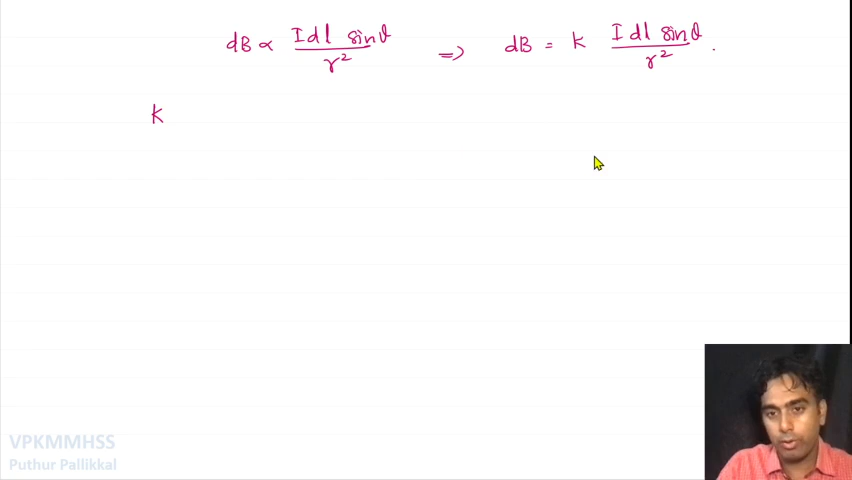 dB ∝ Idl sinθ / r² ⇒ dB = k Idl sinθ / r².
k
VPKMMHSS
Puthur Pallikkal